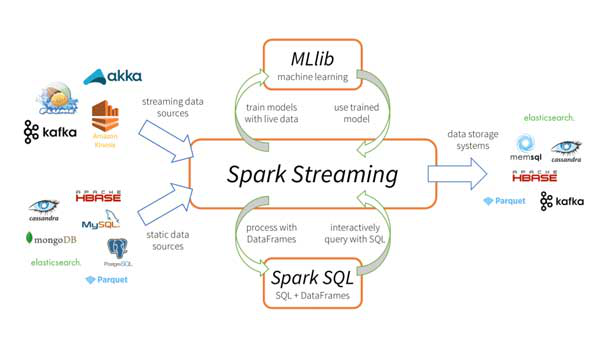 MLlib
machine learning
akka
kafka
Amazon
Kinesis
streaming data
sources
train models
with live data
use trained
model
Spark Streaming
data storage
systems
elasticsearch.
memsql
cassandra
APACHE
HBASE
Parquet
kafka
APACHE
HBASE
cassandra
MySQL
mongoDB
elasticsearch.
PostgreSQL
Parquet
static data
sources
process with
DataFrames
interactively
query with SQL
Spark SQL
SQL + DataFrames